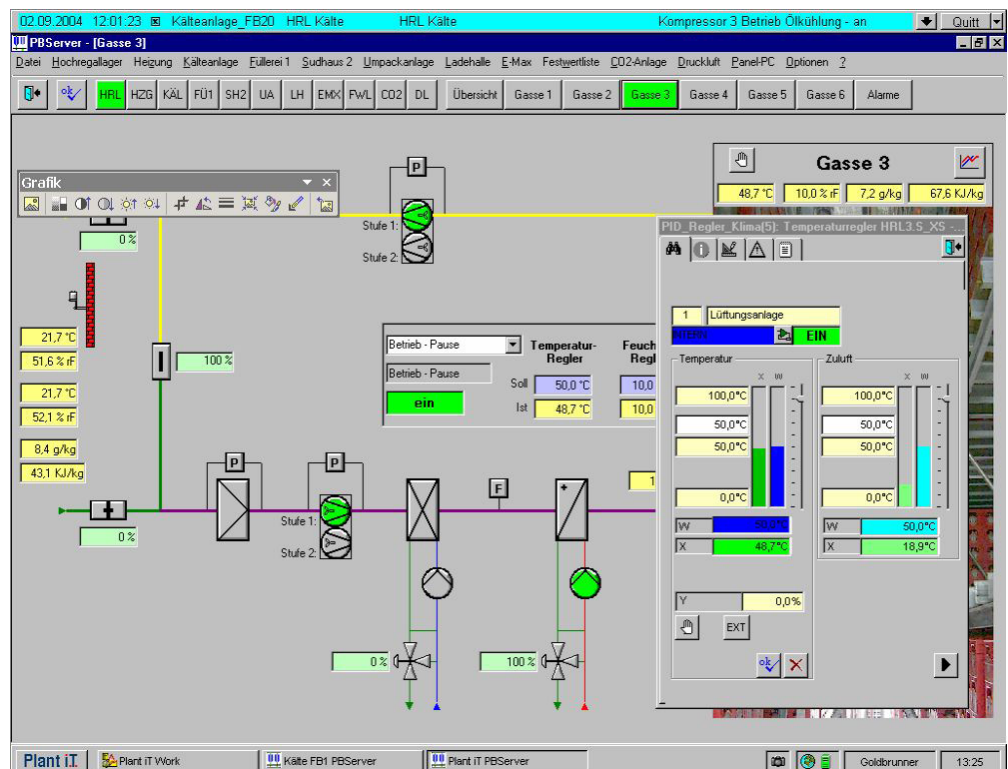 02.09.2004 12:01:23 Kälteanlage_FB20 HRL Kälte HRL Kälte Kompressor 3 Betrieb Ölkühlung - an Quitt
PBServer - [Gasse 3]
Datei Hochregallager Heizung Kälteanlage Füllerei 1 Sudhaus 2 Umpackanlage Ladehalle E-Max Festwertliste CO2-Anlage Druckluft Panel-PC Optionen ?
ok HRL HZG KÄL FÜ1 SH2 UA LH EMX FWL CO2 DL Übersicht Gasse 1 Gasse 2 Gasse 3 Gasse 4 Gasse 5 Gasse 6 Alarme
Gasse 3
48,7 °C 10,0 % rF 7,2 g/kg 67,6 KJ/kg
Grafik
0 %
P
Stufe 1:
Stufe 2:
PID_Regler_Klima(5): Temperaturregler HRL3.S_XS -...
1 Lüftungsanlage
INTERN EIN
21,7 °C
51,6 % rF
21,7 °C
52,1 % rF
8,4 g/kg
43,1 KJ/kg
100 %
Betrieb - Pause
Betrieb - Pause
ein
Temperatur-
Regler
Feuch
Regl
Soll 50,0 °C 10,0
Ist 48,7 °C 10,0
Temperatur
X W
100,0°C
50,0°C
50,0°C
0,0°C
W 50,0°C
X 48,7°C
Zuluft
X W
100,0°C
50,0°C
50,0°C
0,0°C
W 50,0°C
X 18,9°C
Y 0,0%
EXT
ok
P
P
F
1
+
-
0 %
Stufe 1:
Stufe 2:
0 %
100 %
Plant iT Plant iT Work Kälte FB1 PBServer Plant iT PBServer Goldbrunner 13:25